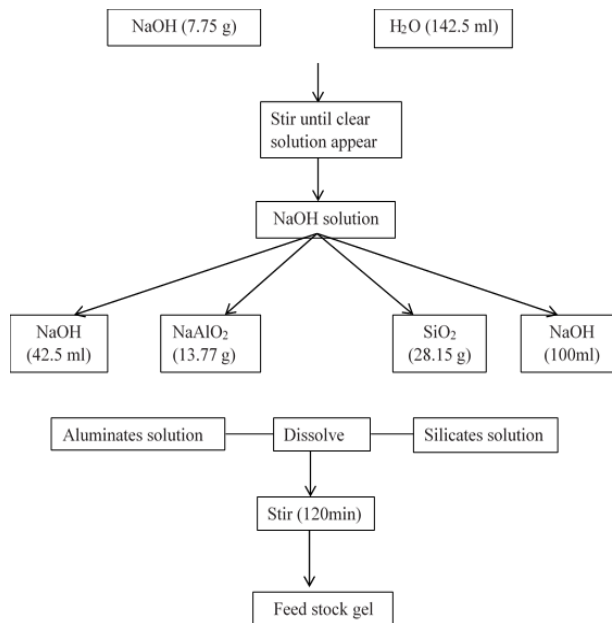 NaOH (7.75 g)
H₂O (142.5 ml)
Stir until clear
solution appear
NaOH solution
NaOH
(42.5 ml)
NaAlO₂
(13.77 g)
SiO₂
(28.15 g)
NaOH
(100ml)
Aluminates solution
Dissolve
Silicates solution
Stir (120min)
Feed stock gel